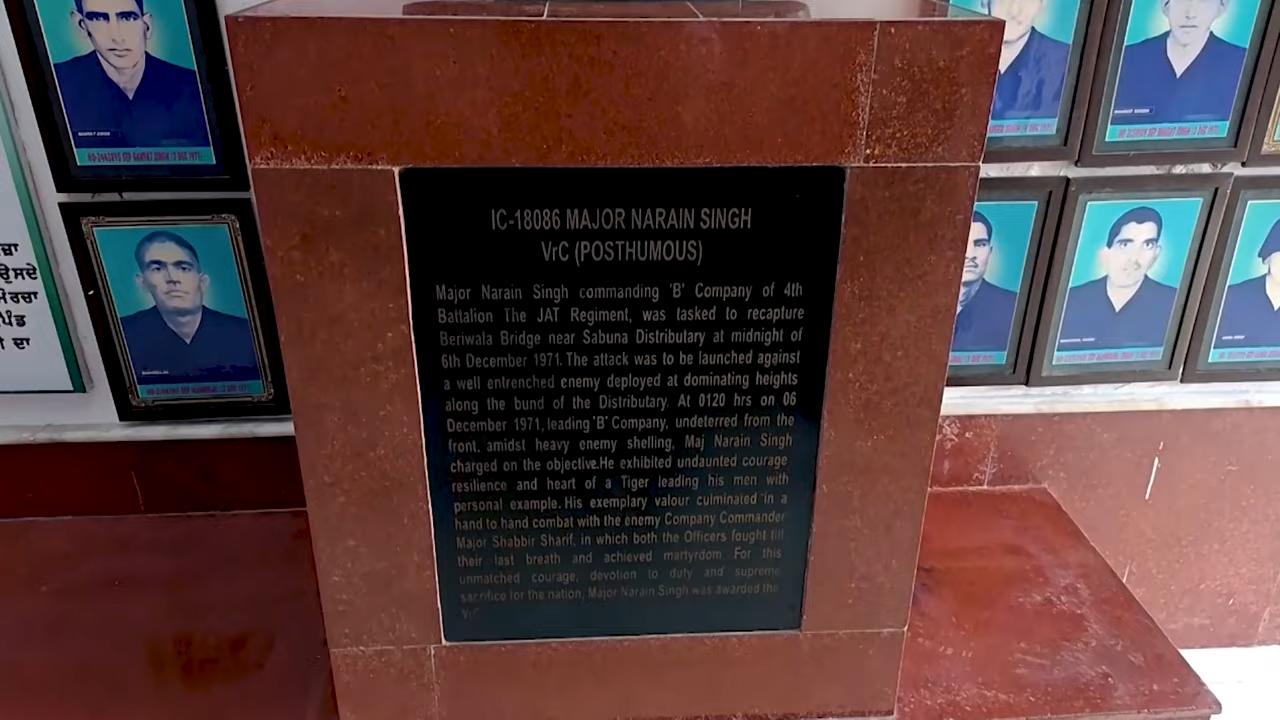 IC-18086 MAJOR NARAIN SINGH
VrC (POSTHUMOUS)
Major Narain Singh commanding 'B' Company of 4th
Battalion The JAT Regiment, was tasked to recapture
Beriwala Bridge near Sabuna Distributary at midnight of
6th December 1971. The attack was to be launched against
a well entrenched enemy deployed at dominating heights
along the bund of the Distributary. At 0120 hrs on 06
December 1971, leading 'B' Company, undeterred from the
front, amidst heavy enemy shelling, Maj Narain Singh
charged on the objective.He exhibited undaunted courage
resilience and heart of a Tiger leading his men with
personal example. His exemplary valour culminated in a
hand to hand combat with the enemy Company Commander
Major Shabbir Sharif, in which both the Officers fought till
their last breath and achieved martyrdom For this
unmatched courage, devotion to duty and supreme
sacrifice for the nation, Major Narain Singh was awarded the
VrC
ਉਸਦੇ
ਮੋਰਚਾ
ਦਾ